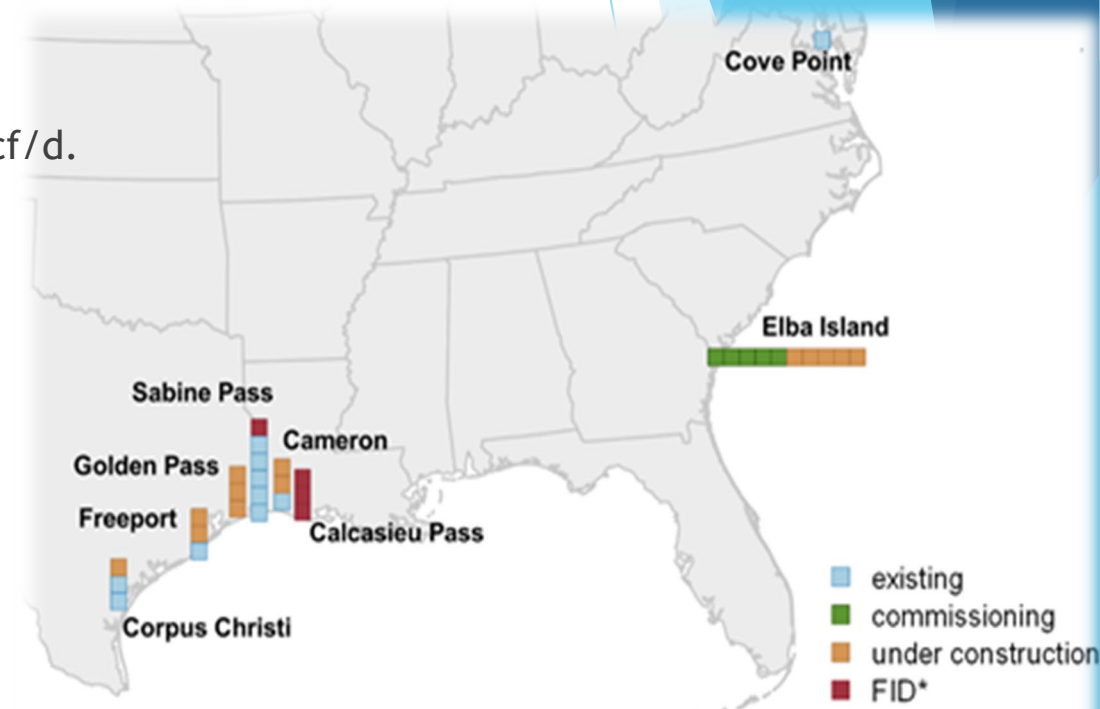 Cove Point
cf/d.
Elba Island
Sabine Pass
Cameron
Golden Pass
Freeport
Calcasieu Pass
Corpus Christi
existing
commissioning
under construction
FID*